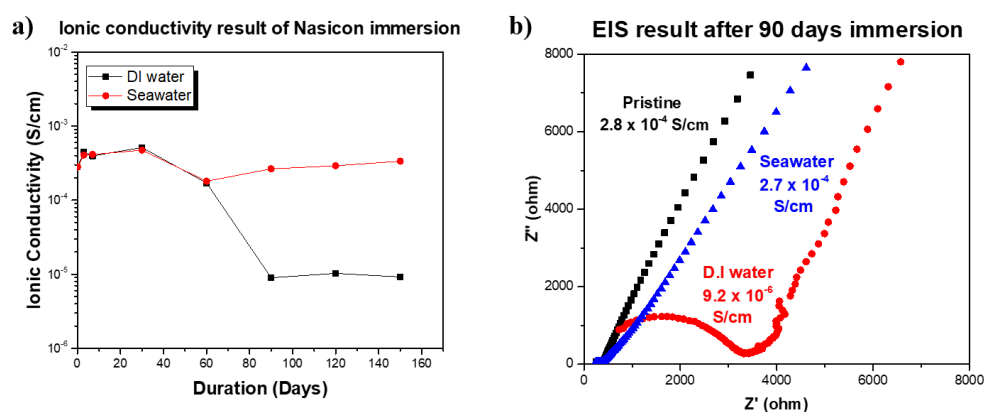 a) Ionic conductivity result of Nasicon immersion
Ionic Conductivity (S/cm)
10⁻²
10⁻³
10⁻⁴
10⁻⁵
10⁻⁶
DI water
Seawater
0 20 40 60 80 100 120 140 160
Duration (Days)
b) EIS result after 90 days immersion
Z'' (ohm)
8000
6000
4000
2000
0
Pristine
2.8 x 10⁻⁴ S/cm
Seawater
2.7 x 10⁻⁴
S/cm
D.I water
9.2 x 10⁻⁶
S/cm
0 2000 4000 6000 8000
Z' (ohm)